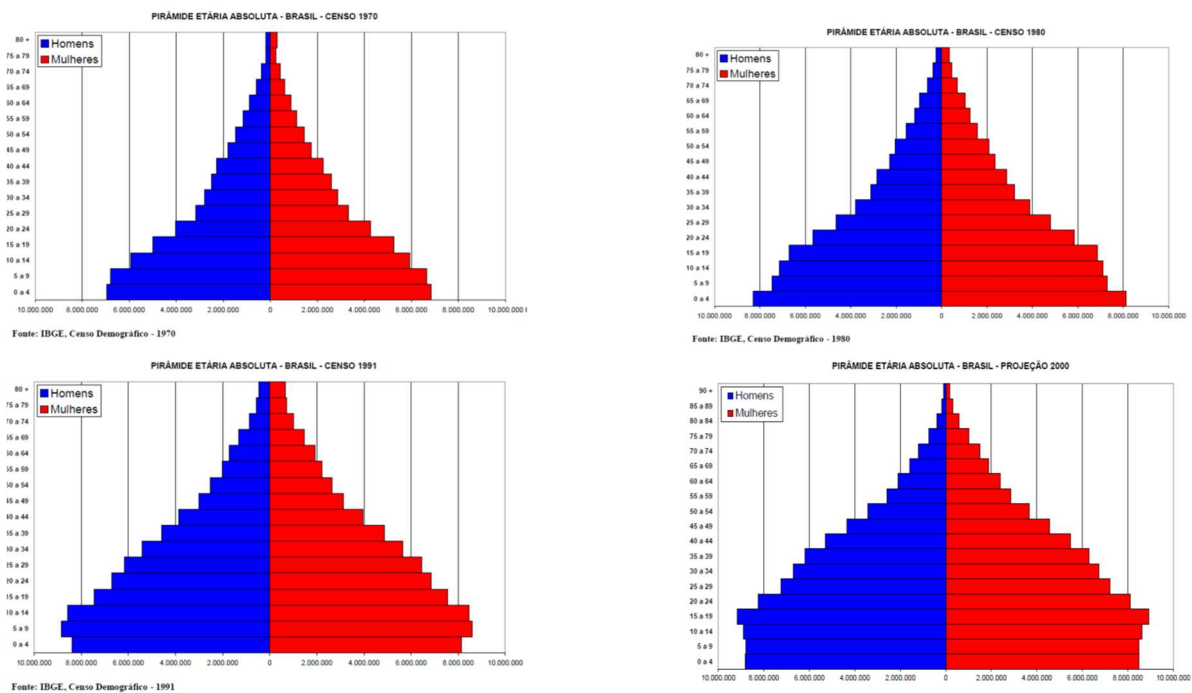 PIRÂMIDE ETÁRIA ABSOLUTA - BRASIL - CENSO 1970
Homens
Mulheres
80 +
75 a 79
70 a 74
65 a 69
60 a 64
55 a 59
50 a 54
45 a 49
40 a 44
35 a 39
30 a 34
25 a 29
20 a 24
15 a 19
10 a 14
5 a 9
0 a 4
10.000.000 8.000.000 6.000.000 4.000.000 2.000.000 0 2.000.000 4.000.000 6.000.000 8.000.000 10.000.000
Fonte: IBGE, Censo Demográfico - 1970
PIRÂMIDE ETÁRIA ABSOLUTA - BRASIL - CENSO 1980
Homens
Mulheres
80 +
75 a 79
70 a 74
65 a 69
60 a 64
55 a 59
50 a 54
45 a 49
40 a 44
35 a 39
30 a 34
25 a 29
20 a 24
15 a 19
10 a 14
5 a 9
0 a 4
10.000.000 8.000.000 6.000.000 4.000.000 2.000.000 0 2.000.000 4.000.000 6.000.000 8.000.000 10.000.000
Fonte: IBGE, Censo Demográfico - 1980
PIRÂMIDE ETÁRIA ABSOLUTA - BRASIL - CENSO 1991
Homens
Mulheres
80 +
75 a 79
70 a 74
65 a 69
60 a 64
55 a 59
50 a 54
45 a 49
40 a 44
35 a 39
30 a 34
25 a 29
20 a 24
15 a 19
10 a 14
5 a 9
0 a 4
10.000.000 8.000.000 6.000.000 4.000.000 2.000.000 0 2.000.000 4.000.000 6.000.000 8.000.000 10.000.000
Fonte: IBGE, Censo Demográfico - 1991
PIRÂMIDE ETÁRIA ABSOLUTA - BRASIL - PROJEÇÃO 2000
Homens
Mulheres
90 +
85 a 89
80 a 84
75 a 79
70 a 74
65 a 69
60 a 64
55 a 59
50 a 54
45 a 49
40 a 44
35 a 39
30 a 34
25 a 29
20 a 24
15 a 19
10 a 14
5 a 9
0 a 4
10.000.000 8.000.000 6.000.000 4.000.000 2.000.000 0 2.000.000 4.000.000 6.000.000 8.000.000 10.000.000